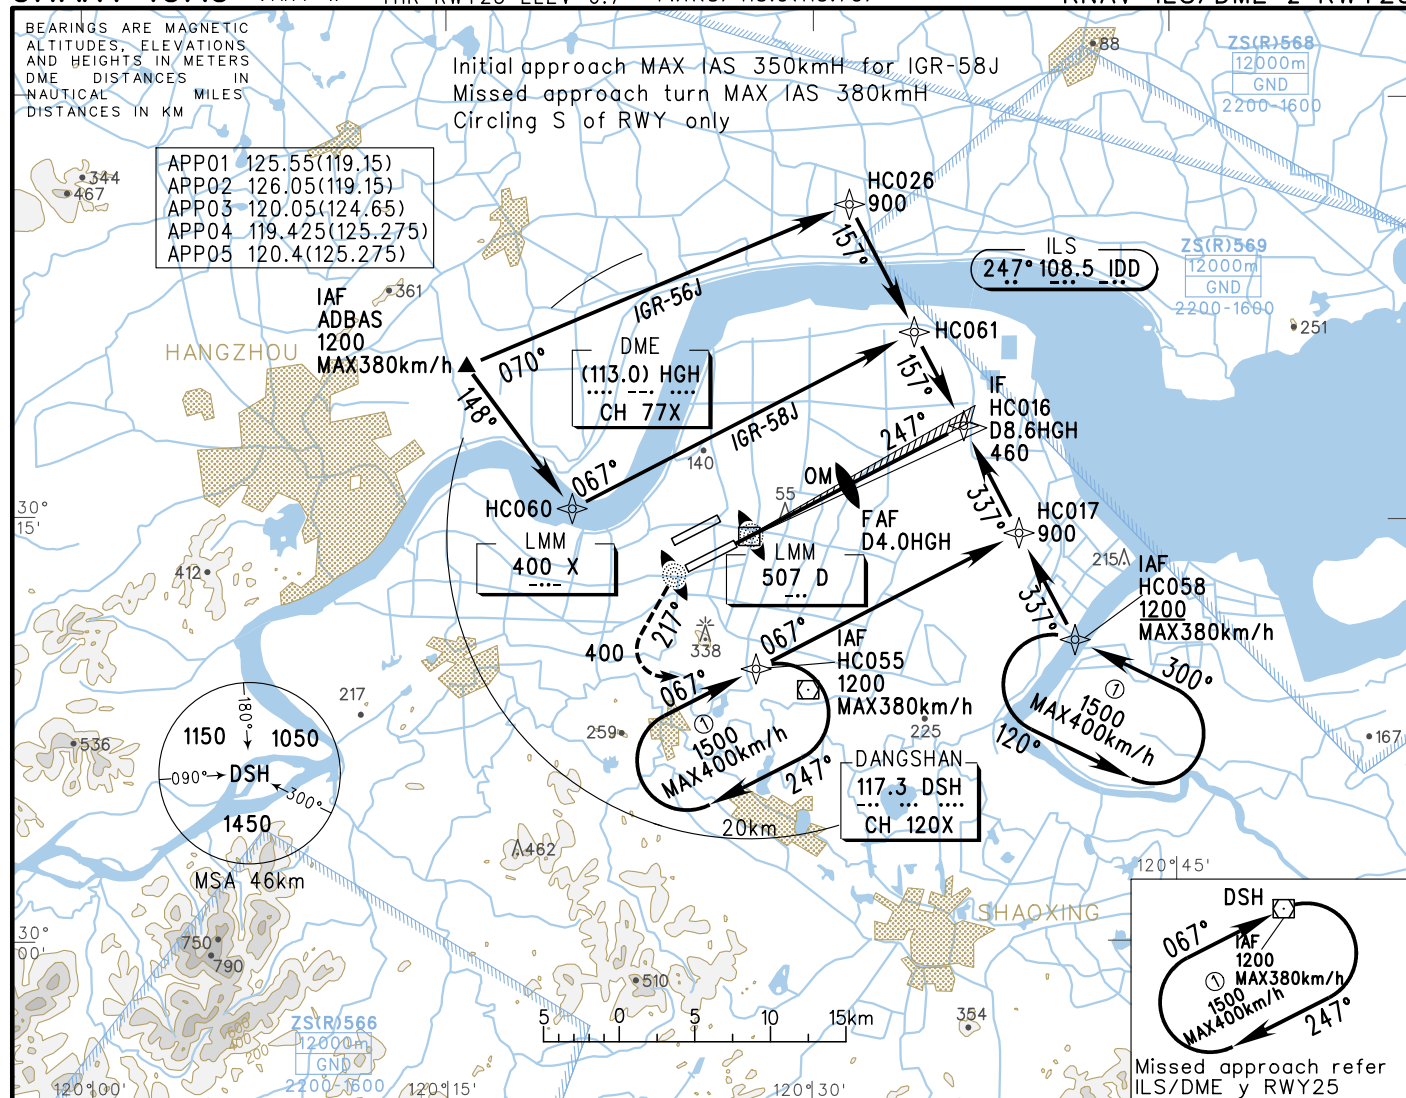 BEARINGS ARE MAGNETIC
ALTITUDES, ELEVATIONS
AND HEIGHTS IN METERS
DME DISTANCES IN
NAUTICAL MILES
DISTANCES IN KM
Initial approach MAX IAS 350kmH for IGR-58J
Missed approach turn MAX IAS 380kmH
Circling S of RWY only
88
ZS(R)568
12000m
GND
2200-1600
APP01 125.55(119.15)
APP02 126.05(119.15)
APP03 120.05(124.65)
APP04 119.425(125.275)
APP05 120.4(125.275)
344
467
HC026
900
157°
ILS
247° 108.5 IDD
ZS(R)569
12000m
GND
2200-1600
251
361
IAF
ADBAS
1200
MAX380km/h
HANGZHOU
070°
IGR-56J
148°
DME
(113.0) HGH
CH 77X
HC061
157°
IGR-58J
067°
140
247°
IF
HC016
D8.6HGH
460
OM
55
FAF
D4.0HGH
HC060
337°
HC017
900
30°
15'
LMM
400 X
LMM
507 D
412
215
IAF
HC058
1200
MAX380km/h
337°
300°
120°
①
1500
MAX400km/h
217°
400
338
067°
IAF
HC055
1200
MAX380km/h
067°
①
1500
MAX400km/h
247°
259
225
217
167
536
180°
1150
1050
090°
DSH
300°
1450
MSA 46km
DANGSHAN
117.3 DSH
CH 120X
20km
462
120°45'
SHAOXING
750
790
510
354
30°
00'
600
400
200
ZS(R)566
12000m
GND
2200-1600
5 0 5 10 15km
120°00'
120°15'
120°30'
DSH
067°
IAF
1200
MAX380km/h
①
1500
MAX400km/h
247°
Missed approach refer
ILS/DME y RWY25